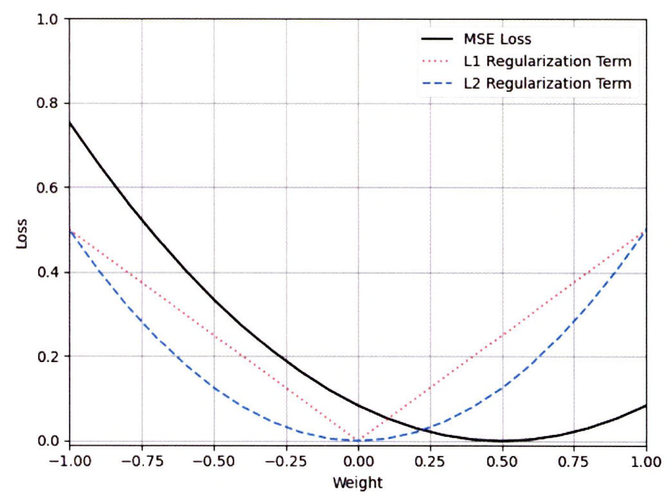 1.0
MSE Loss
L1 Regularization Term
L2 Regularization Term
0.8
0.6
Loss
0.4
0.2
0.0
−1.00 −0.75 −0.50 −0.25 0.00 0.25 0.50 0.75 1.00
Weight